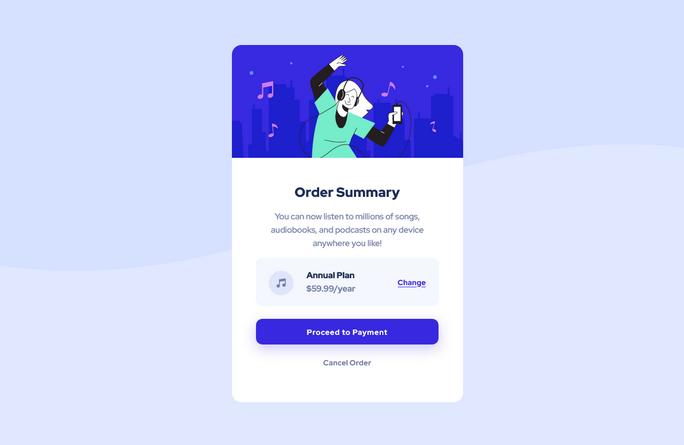 Order Summary
You can now listen to millions of songs,
audiobooks, and podcasts on any device
anywhere you like!
Annual Plan
$59.99/year
Change
Proceed to Payment
Cancel Order